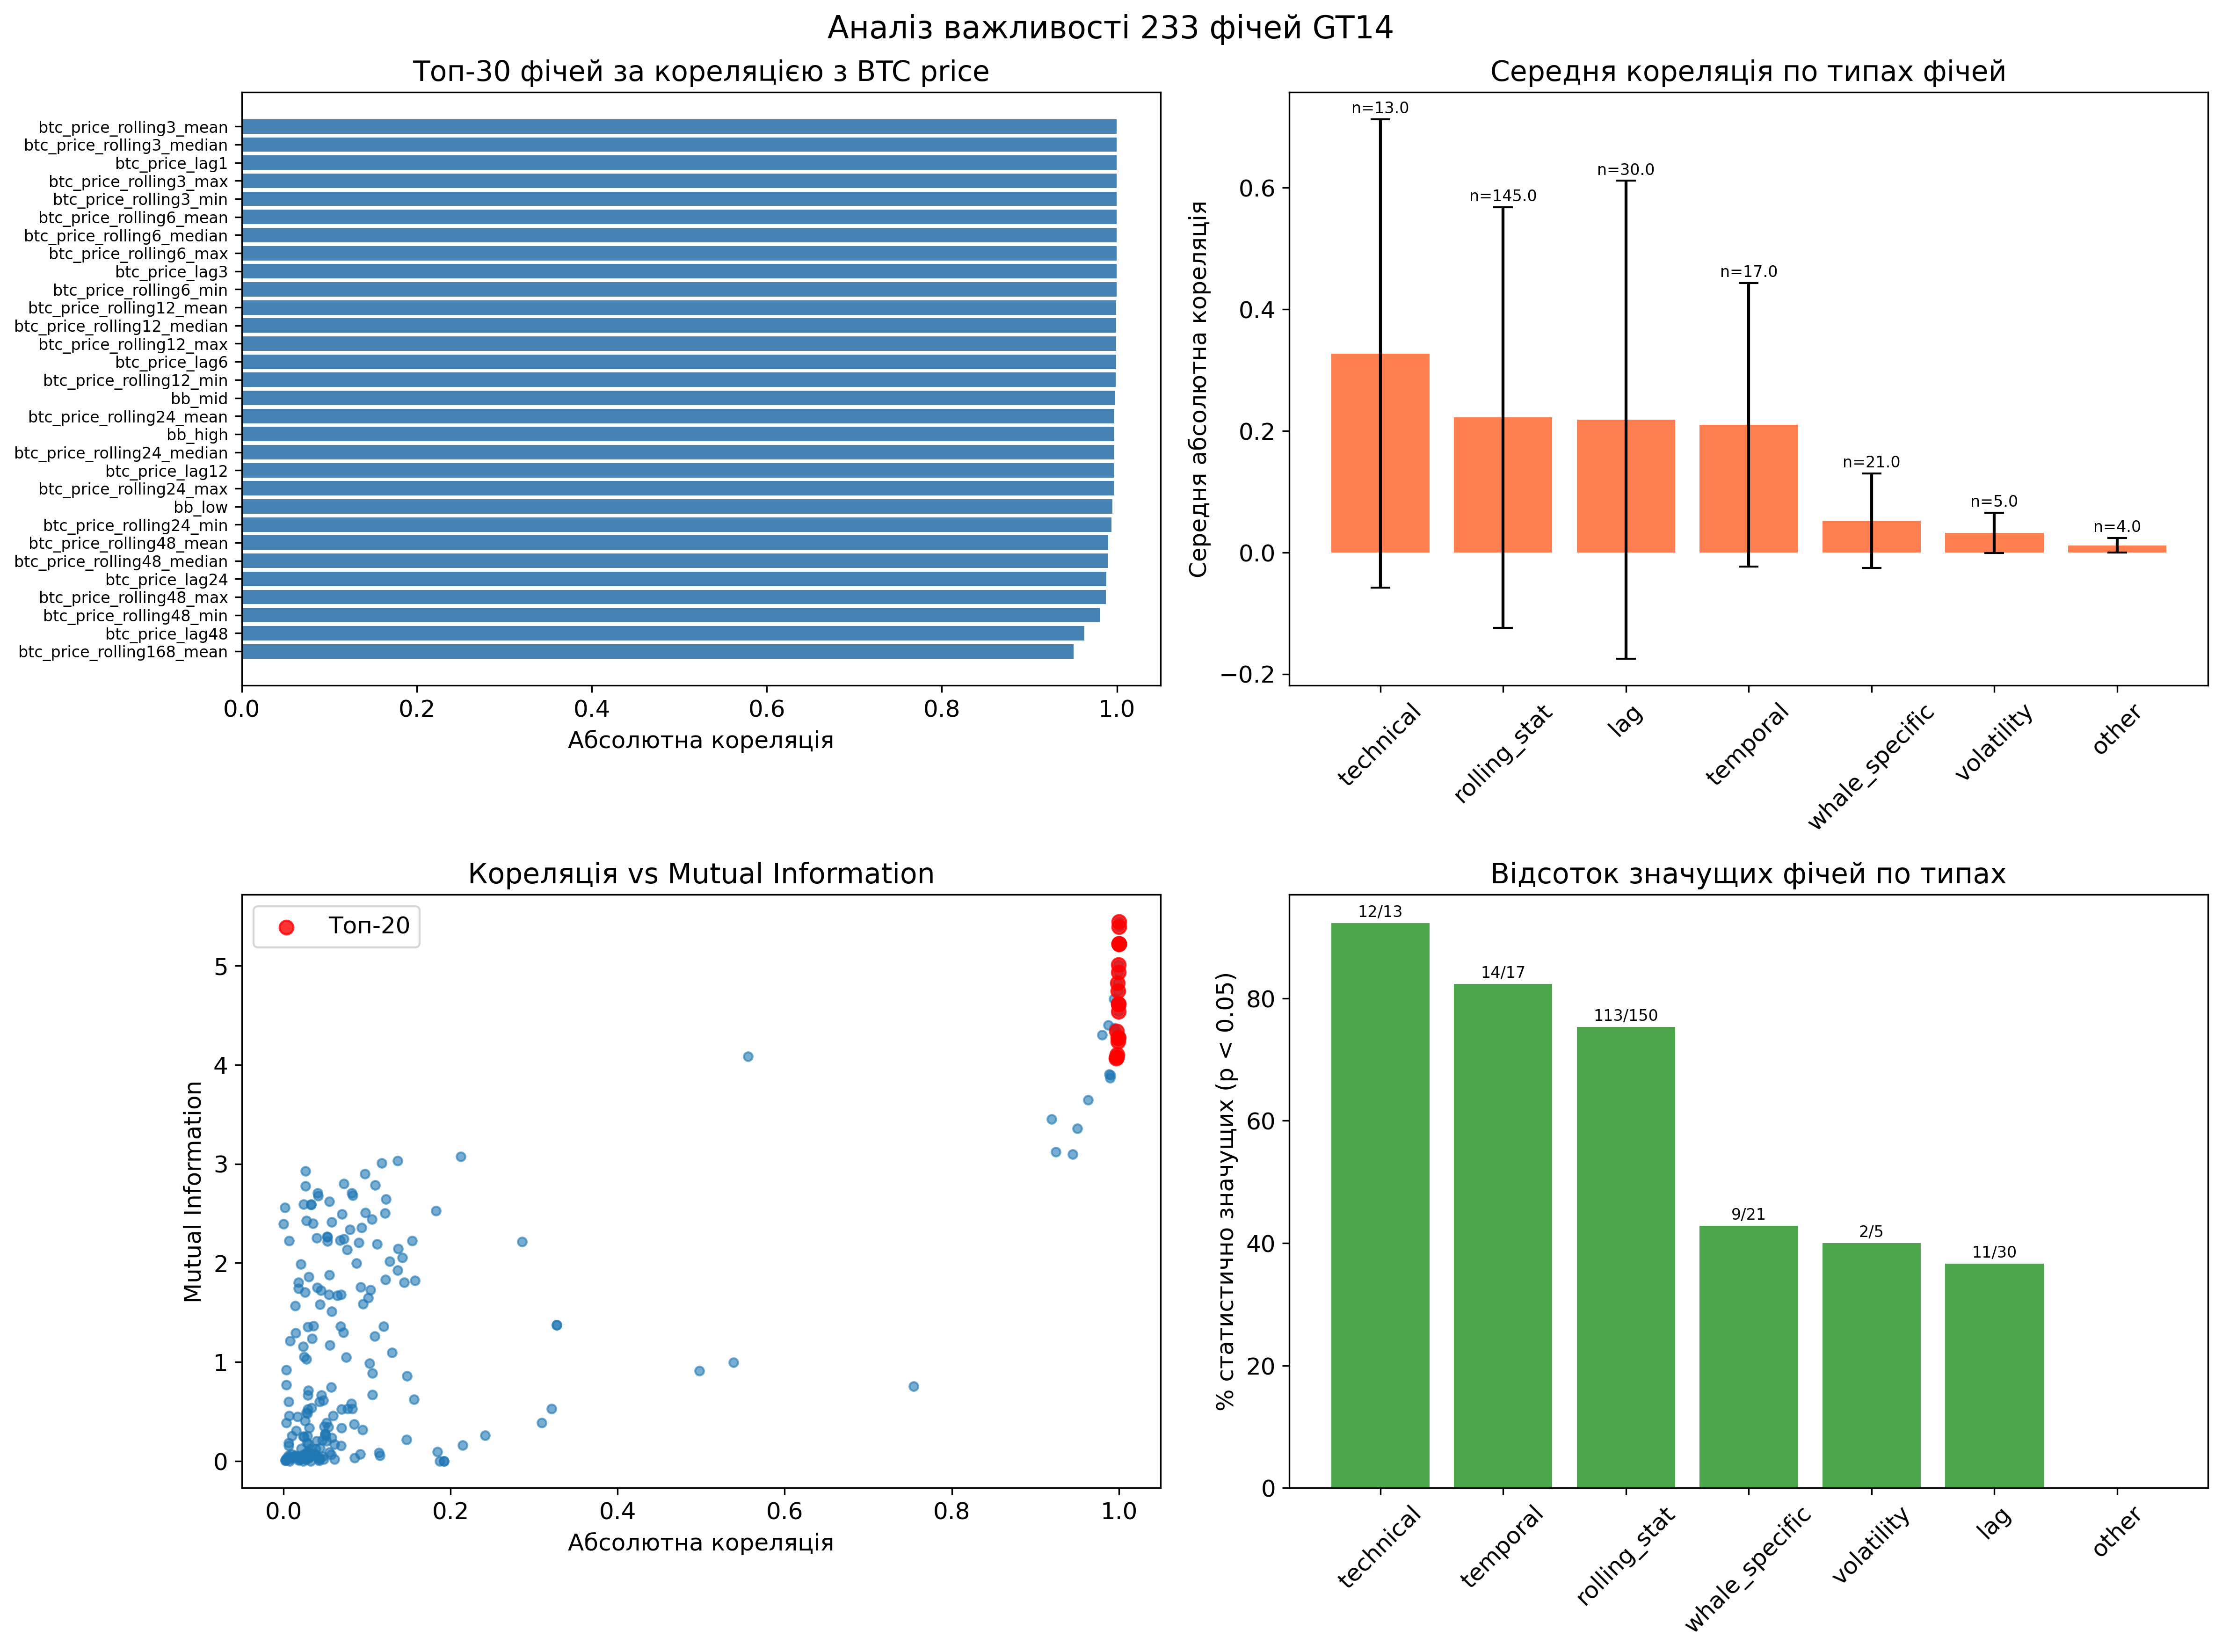 Аналіз важливості 233 фічей GT14
Топ-30 фічей за кореляцією з BTC price
btc_price_rolling3_mean
btc_price_rolling3_median
btc_price_lag1
btc_price_rolling3_max
btc_price_rolling3_min
btc_price_rolling6_mean
btc_price_rolling6_median
btc_price_rolling6_max
btc_price_lag3
btc_price_rolling6_min
btc_price_rolling12_mean
btc_price_rolling12_median
btc_price_rolling12_max
btc_price_lag6
btc_price_rolling12_min
bb_mid
btc_price_rolling24_mean
bb_high
btc_price_rolling24_median
btc_price_lag12
btc_price_rolling24_max
bb_low
btc_price_rolling24_min
btc_price_rolling48_mean
btc_price_rolling48_median
btc_price_lag24
btc_price_rolling48_max
btc_price_rolling48_min
btc_price_lag48
btc_price_rolling168_mean
0.0 0.2 0.4 0.6 0.8 1.0
Абсолютна кореляція
Середня кореляція по типах фічей
Середня абсолютна кореляція
0.6
0.4
0.2
0.0
−0.2
n=13.0
n=145.0
n=30.0
n=17.0
n=21.0
n=5.0
n=4.0
technical
rolling_stat
lag
temporal
whale_specific
volatility
other
Кореляція vs Mutual Information
Топ-20
Mutual Information
5
4
3
2
1
0
0.0 0.2 0.4 0.6 0.8 1.0
Абсолютна кореляція
Відсоток значущих фічей по типах
% статистично значущих (p < 0.05)
80
60
40
20
0
12/13
14/17
113/150
9/21
2/5
11/30
technical
temporal
rolling_stat
whale_specific
volatility
lag
other